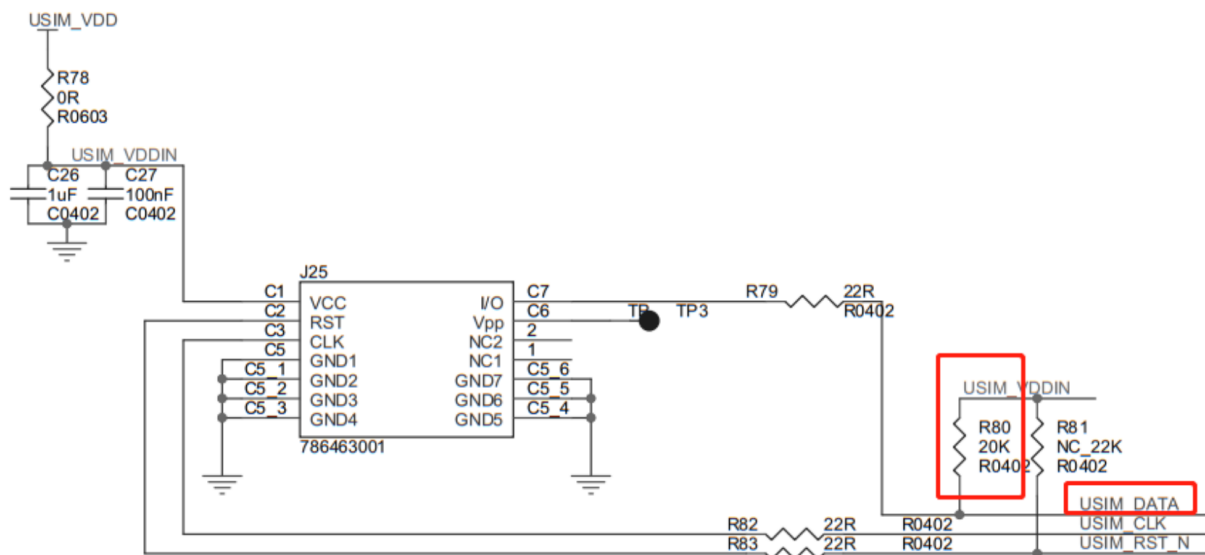 USIM_VDD
R78
0R
R0603
USIM_VDDIN
C26
1uF
C0402
C27
100nF
C0402
J25
C1 VCC
C2 RST
C3 CLK
C5 GND1
C5_1 GND2
C5_2 GND3
C5_3 GND4
I/O C7
Vpp C6
NC2 2
NC1 1
GND7 C5_6
GND6 C5_5
GND5 C5_4
786463001
TP TP3
R79 22R
R0402
USIM_VDDIN
R80
20K
R0402
R81
NC_22K
R0402
USIM_DATA
R82 22R R0402 USIM_CLK
R83 22R R0402 USIM_RST_N